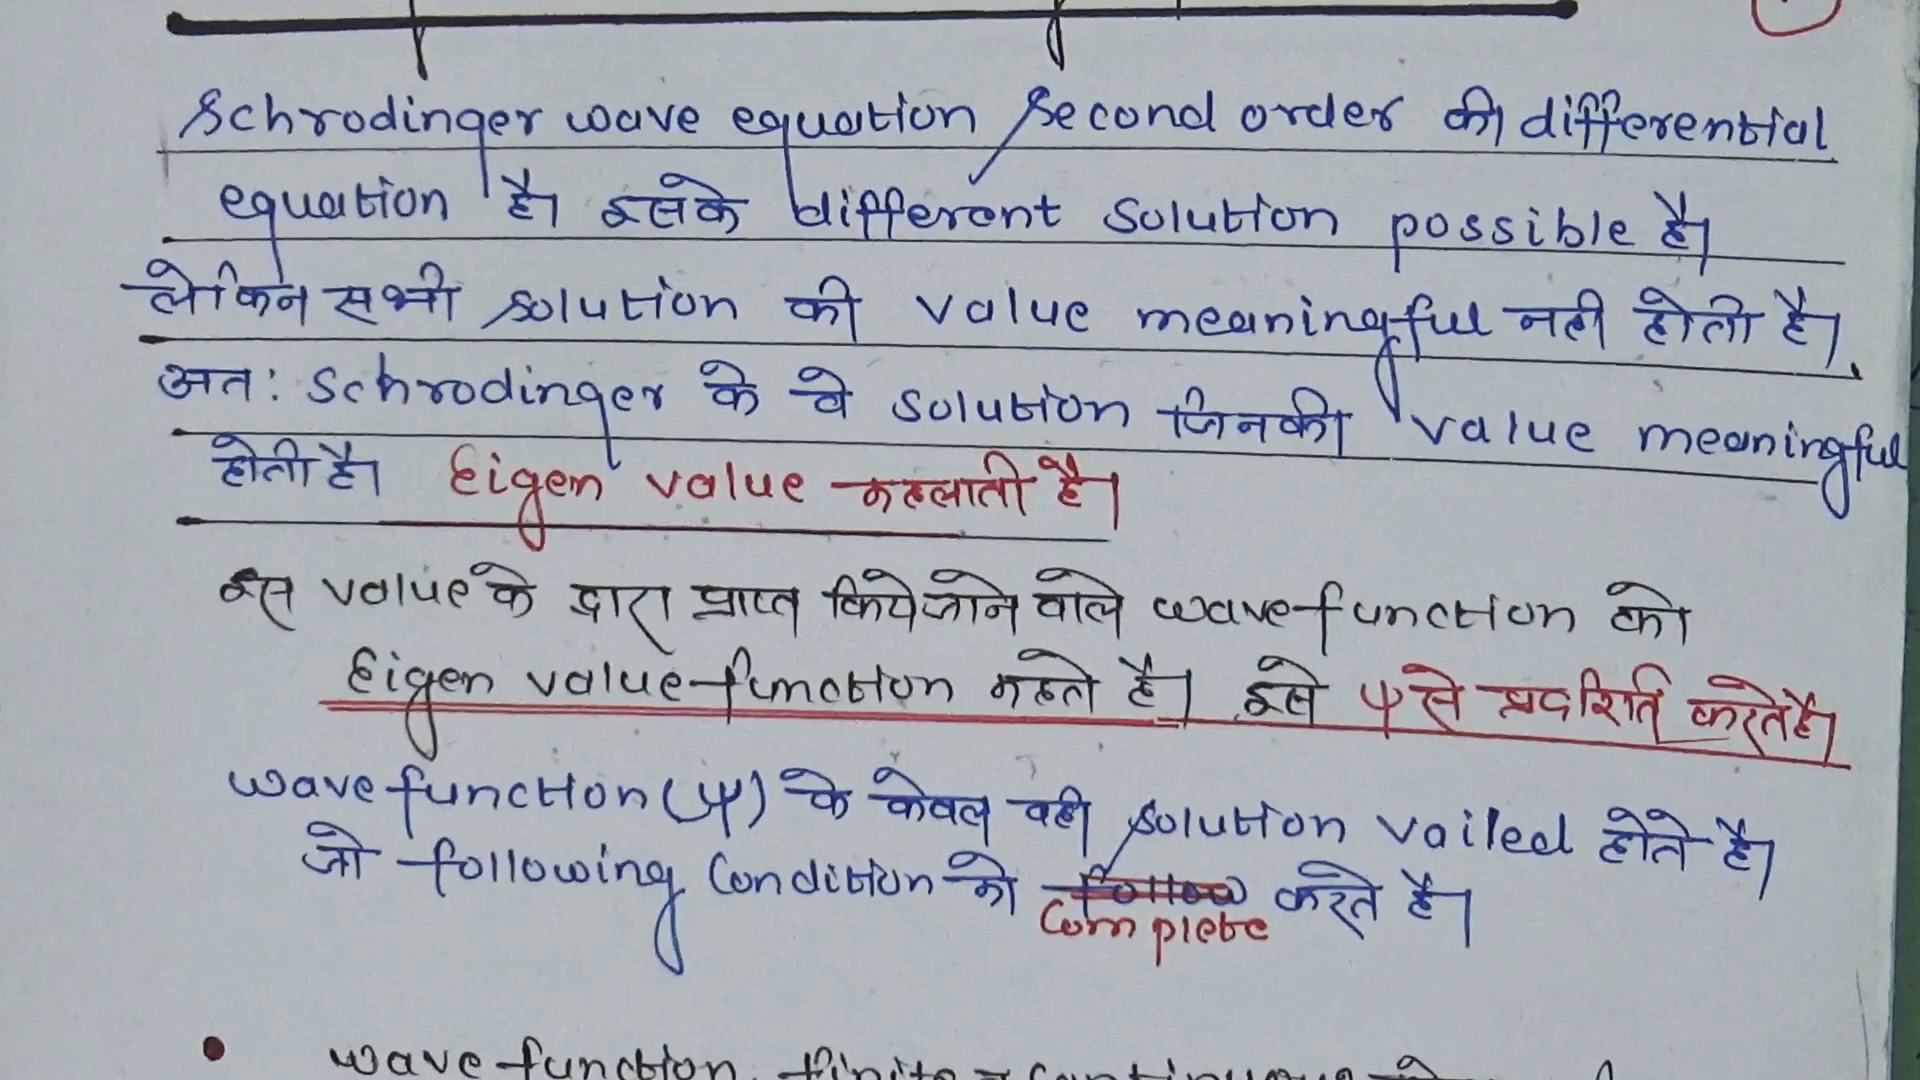 Schrodinger wave equation Second order की differential
equation है। इसके different Solution possible है।
लेकिन सभी solution की value meaningful नही होती है।
अतः Schrodinger के वे Solution जिनकी value meaningful
होती है। Eigen value कहलाती है।
इस value के द्वारा प्राप्त किये जाने वाले wave function को
Eigen value function कहते है। इसे ψ से प्रदर्शित करते है।
wave function (ψ) के केवल वही solution vailed होते है।
जो following Condition को follow करते है।
Complete
wave function